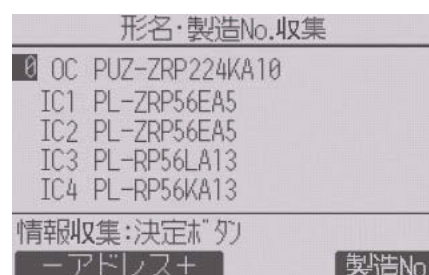 形名·製造No.収集
0 OC PUZ-ZRP224KA10
IC1 PL-ZRP56EA5
IC2 PL-ZRP56EA5
IC3 PL-RP56LA13
IC4 PL-RP56KA13
情報収集:決定ﾎﾞﾀﾝ
－アドレス＋ 製造No